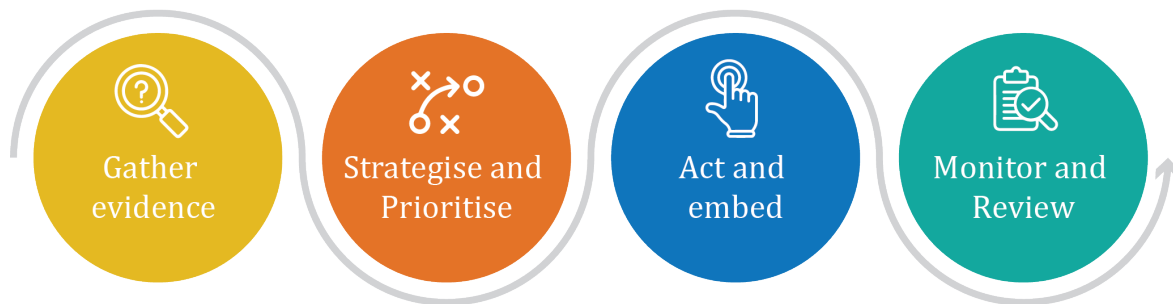 ?
Gather
evidence
Strategise and
Prioritise
Act and
embed
Monitor and
Review